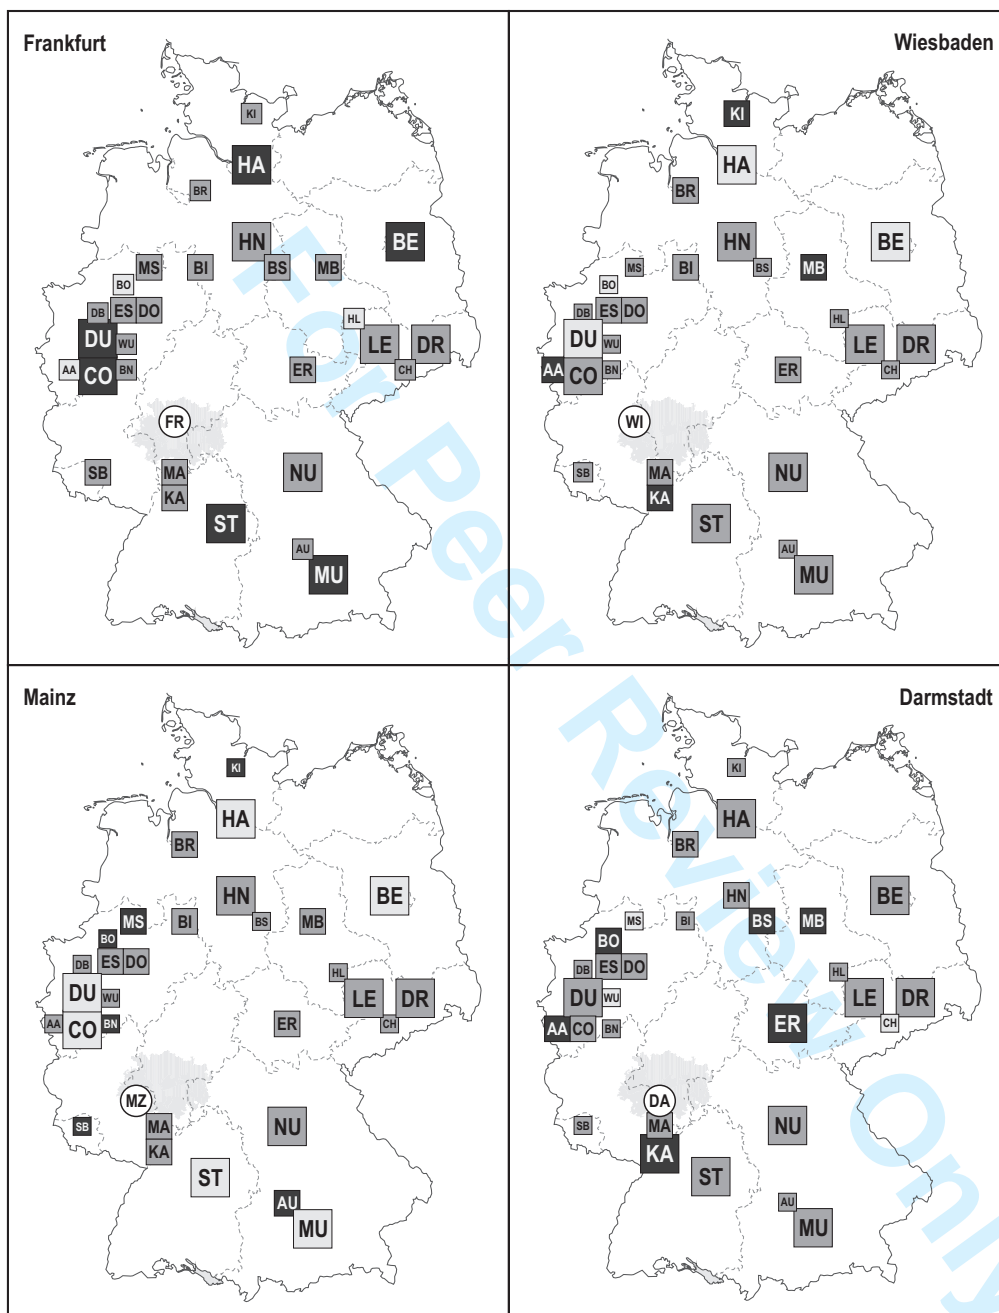 Frankfurt
KI
HA
BR
HN
BE
MS
BI
BS
MB
BO
DB
ES
DO
HL
DU
WU
LE
DR
AA
CO
BN
ER
CH
FR
SB
MA
NU
KA
ST
AU
MU
Wiesbaden
KI
HA
BR
HN
BE
MS
BI
BS
MB
BO
DB
ES
DO
HL
DU
WU
LE
DR
AA
CO
BN
ER
CH
WI
SB
MA
NU
KA
ST
AU
MU
Mainz
KI
HA
BR
HN
BE
MS
BI
BS
MB
BO
DB
ES
DO
HL
DU
WU
LE
DR
AA
CO
BN
ER
CH
MZ
SB
MA
NU
KA
ST
AU
MU
Darmstadt
KI
HA
BR
HN
BE
MS
BI
BS
MB
BO
DB
ES
DO
HL
DU
WU
LE
DR
AA
CO
BN
ER
CH
DA
SB
MA
NU
KA
ST
AU
MU
For Peer Review Only